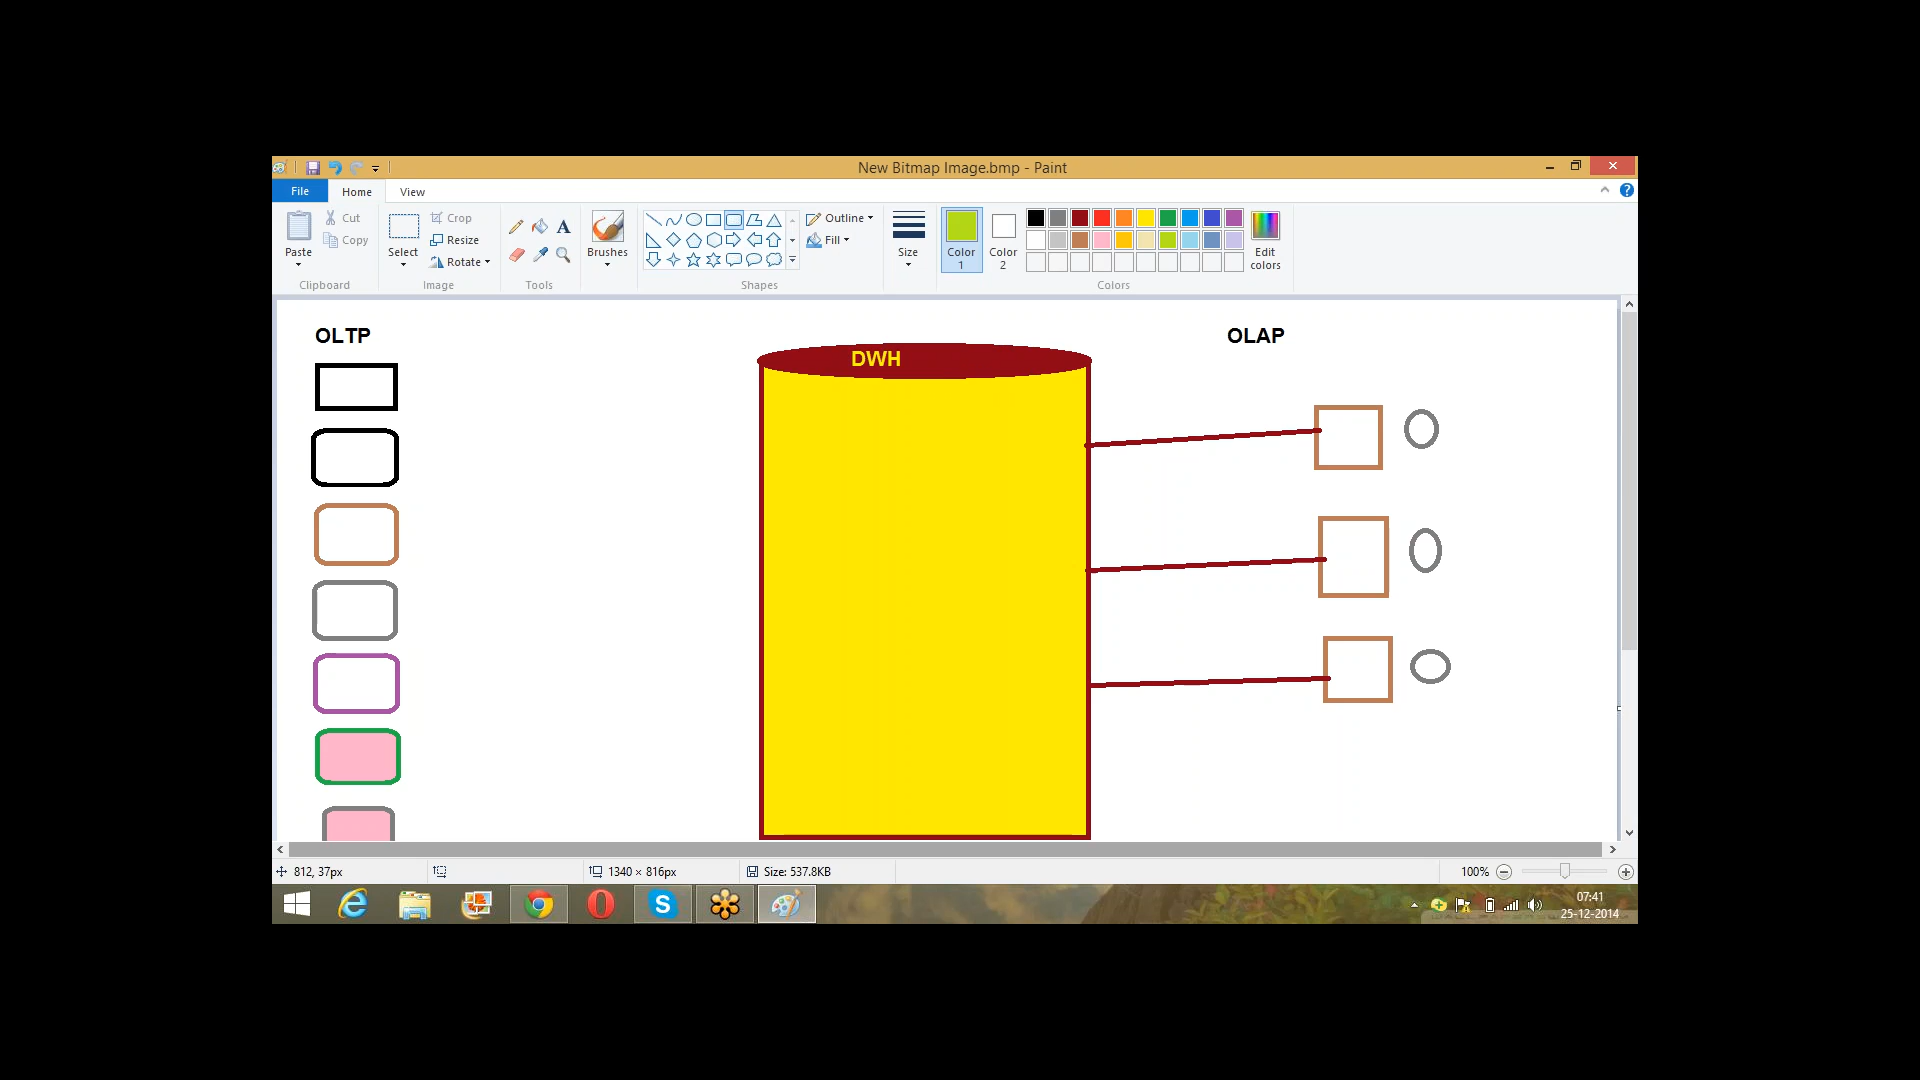 New Bitmap Image.bmp - Paint
File Home View
Paste
Cut
Copy
Clipboard
Select
Crop
Resize
Rotate
Image
A
Tools
Brushes
Outline
Fill
Shapes
Size
Color 1
Color 2
Edit colors
Colors
OLTP
DWH
OLAP
812, 37px
1340 × 816px
Size: 537.8KB
100%
07:41
25-12-2014